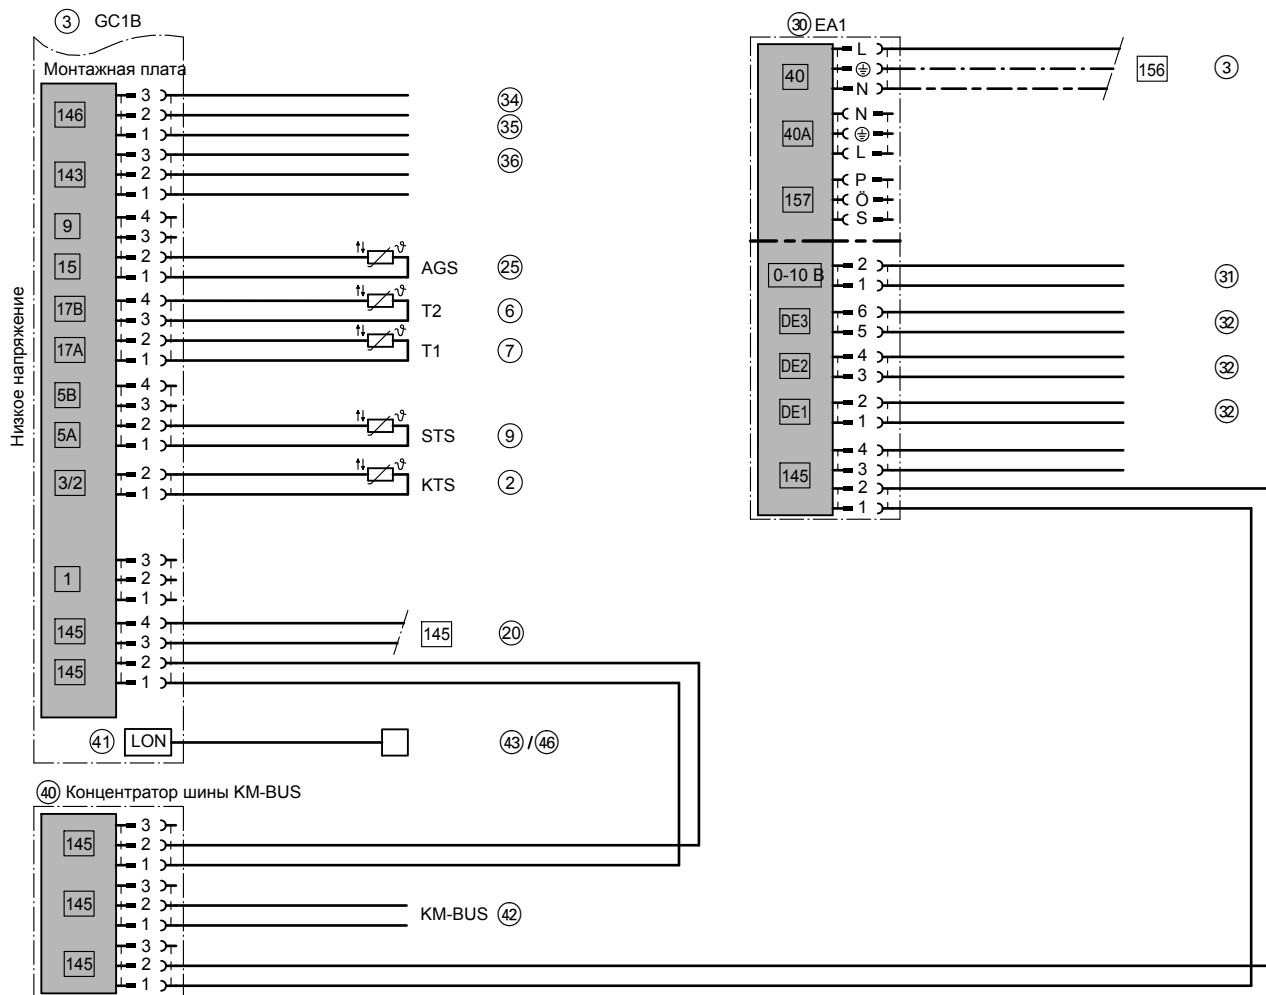 3 GC1B
Монтажная плата
Низкое напряжение
146
3
2
1
34
35
143
3
2
1
36
9
4
3
15
2
1
AGS 25
17B
4
3
T2 6
17A
2
1
T1 7
5B
4
3
5A
2
1
STS 9
3/2
2
1
KTS 2
1
3
2
1
145
4
3
145 20
145
2
1
41 LON 43 / 46
40 Концентратор шины KM-BUS
145
3
2
1
145
3
2
1
KM-BUS 42
145
3
2
1
30 EA1
40
L
N
156 3
40A
N
L
157
P
Ö
S
0-10 В
2
1
31
DE3
6
5
32
DE2
4
3
32
DE1
2
1
32
145
4
3
2
1